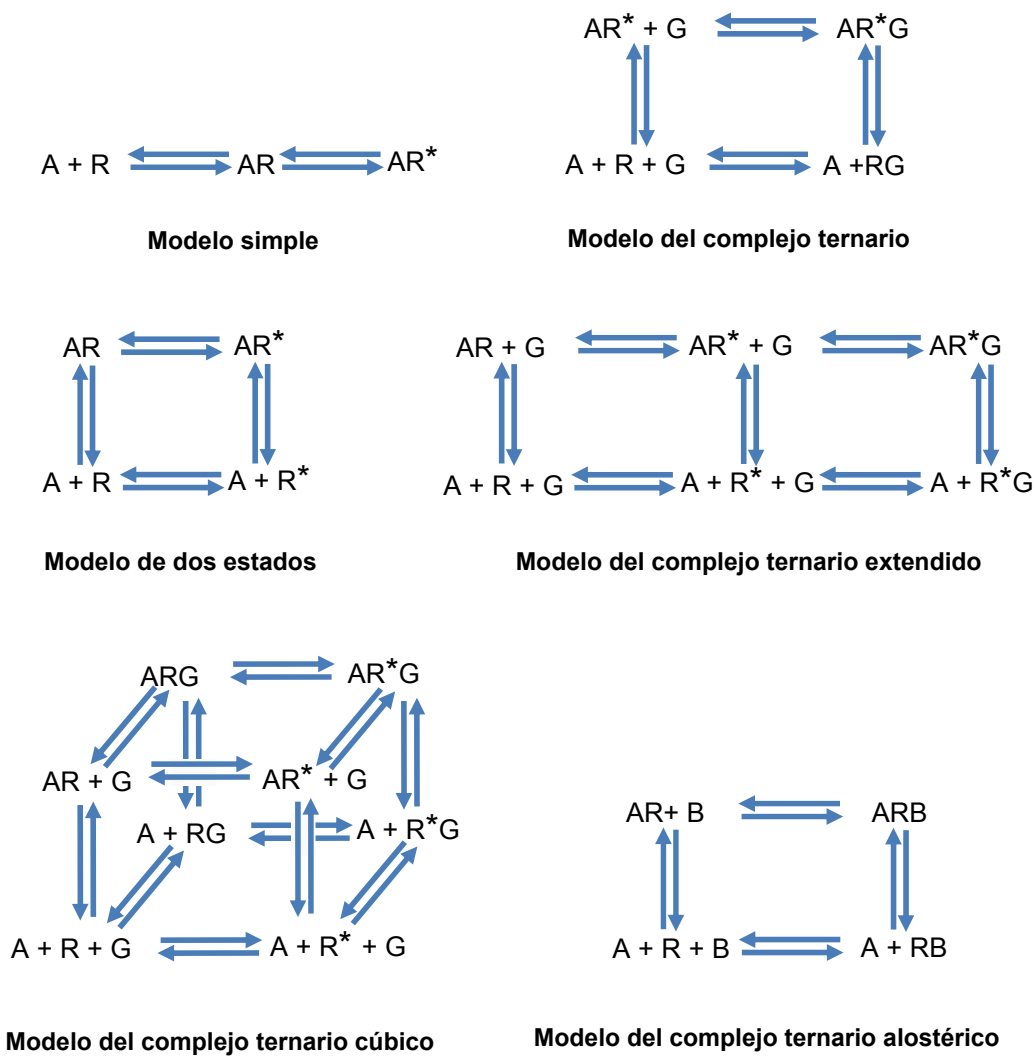 AR* + G AR*G
A + R AR AR*
A + R + G A +RG
Modelo simple
Modelo del complejo ternario
AR AR*
A + R A + R*
Modelo de dos estados
AR + G AR* + G AR*G
A + R + G A + R* + G A + R*G
Modelo del complejo ternario extendido
ARG AR*G
AR + G AR* + G
A + RG A + R*G
A + R + G A + R* + G
Modelo del complejo ternario cúbico
AR+ B ARB
A + R + B A + RB
Modelo del complejo ternario alostérico